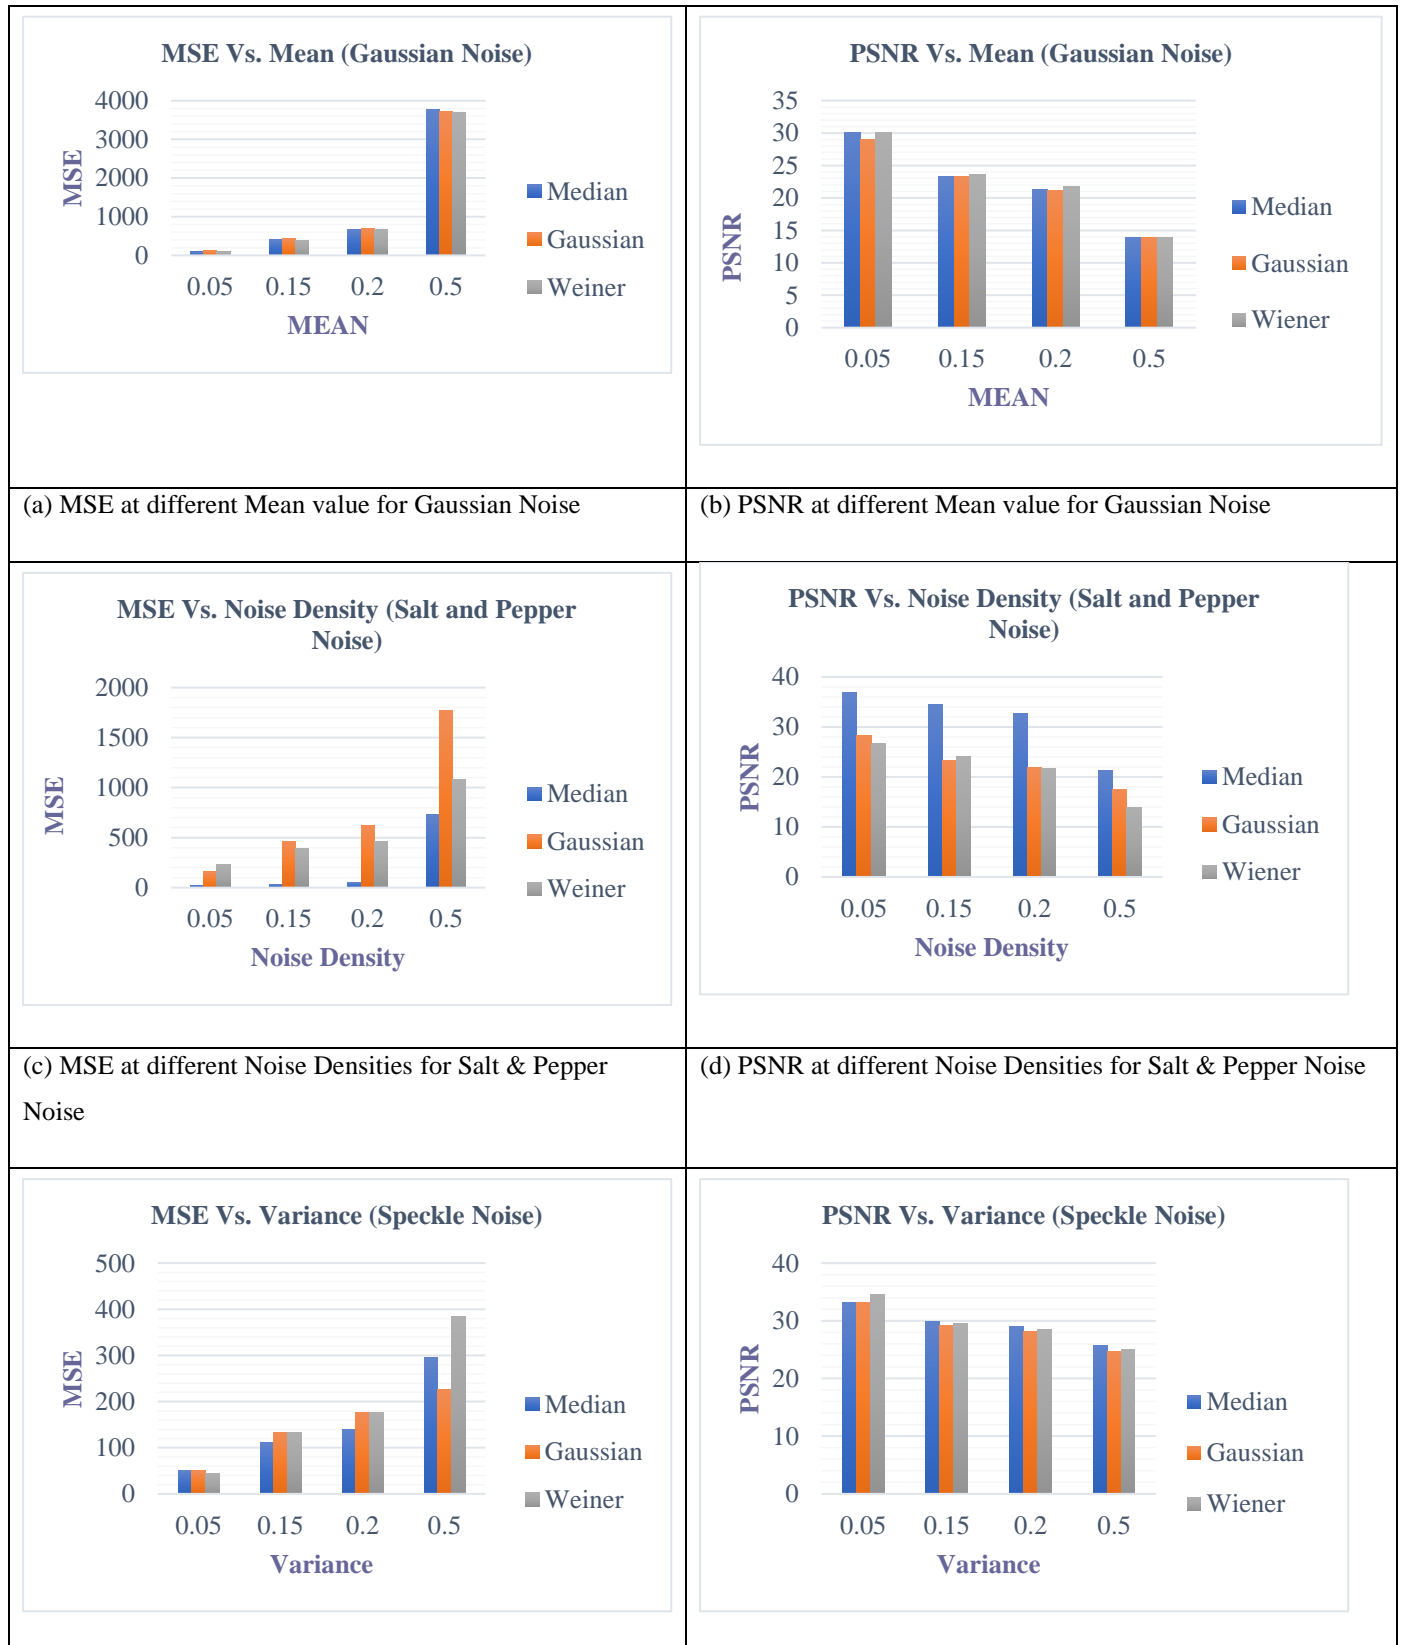 MSE Vs. Mean (Gaussian Noise)
4000
3000
2000
1000
0
MSE
0.05 0.15 0.2 0.5
MEAN
Median
Gaussian
Weiner
PSNR Vs. Mean (Gaussian Noise)
35
30
25
20
15
10
5
0
PSNR
0.05 0.15 0.2 0.5
MEAN
Median
Gaussian
Wiener
(a) MSE at different Mean value for Gaussian Noise
(b) PSNR at different Mean value for Gaussian Noise
MSE Vs. Noise Density (Salt and Pepper
Noise)
2000
1500
1000
500
0
MSE
0.05 0.15 0.2 0.5
Noise Density
Median
Gaussian
Weiner
PSNR Vs. Noise Density (Salt and Pepper
Noise)
40
30
20
10
0
PSNR
0.05 0.15 0.2 0.5
Noise Density
Median
Gaussian
Wiener
(c) MSE at different Noise Densities for Salt & Pepper
Noise
(d) PSNR at different Noise Densities for Salt & Pepper Noise
MSE Vs. Variance (Speckle Noise)
500
400
300
200
100
0
MSE
0.05 0.15 0.2 0.5
Variance
Median
Gaussian
Weiner
PSNR Vs. Variance (Speckle Noise)
40
30
20
10
0
PSNR
0.05 0.15 0.2 0.5
Variance
Median
Gaussian
Wiener